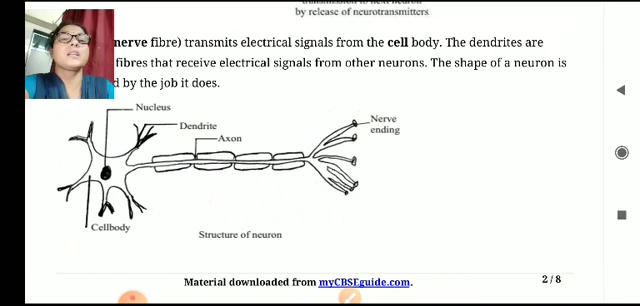 by release of neurotransmitters
nerve fibre) transmits electrical signals from the cell body. The dendrites are
fibres that receive electrical signals from other neurons. The shape of a neuron is
d by the job it does.
Nucleus
Dendrite
Axon
Nerve
ending
Cellbody
Structure of neuron
Material downloaded from myCBSEguide.com.
2 / 8